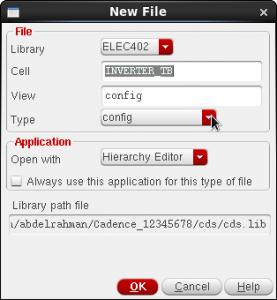 New File
File
Library ELEC402
Cell INVERTER_TB
View config
Type config
Application
Open with Hierarchy Editor
Always use this application for this type of file
Library path file
/abdelrahman/Cadence_12345678/cds/cds.lib
OK Cancel Help